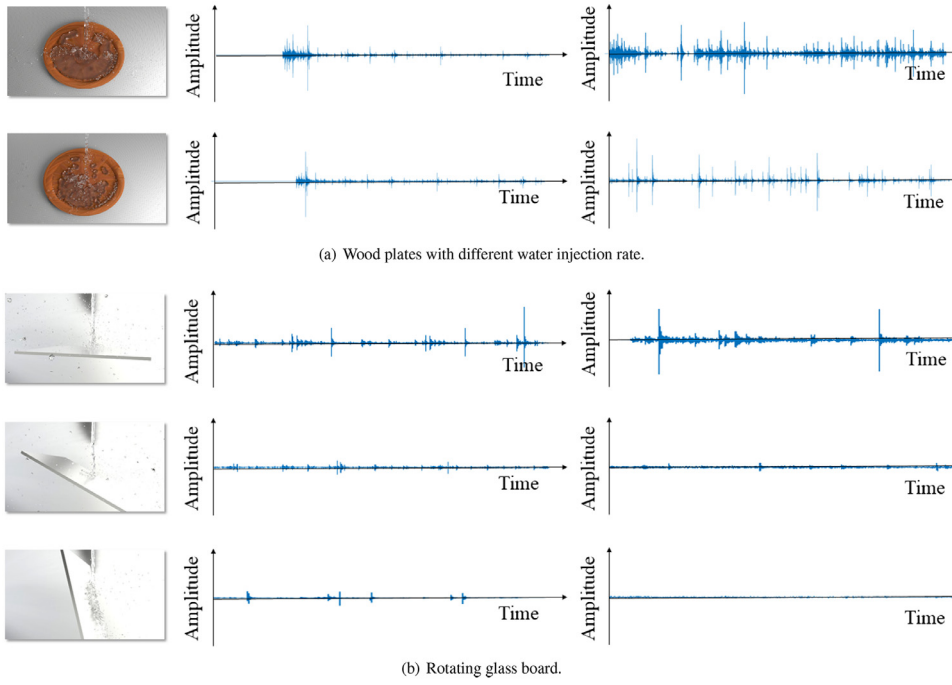 Amplitude
Time
Amplitude
Time
Amplitude
Time
Amplitude
Time
(a) Wood plates with different water injection rate.
Amplitude
Time
Amplitude
Time
Amplitude
Time
Amplitude
Time
Amplitude
Time
Amplitude
Time
(b) Rotating glass board.